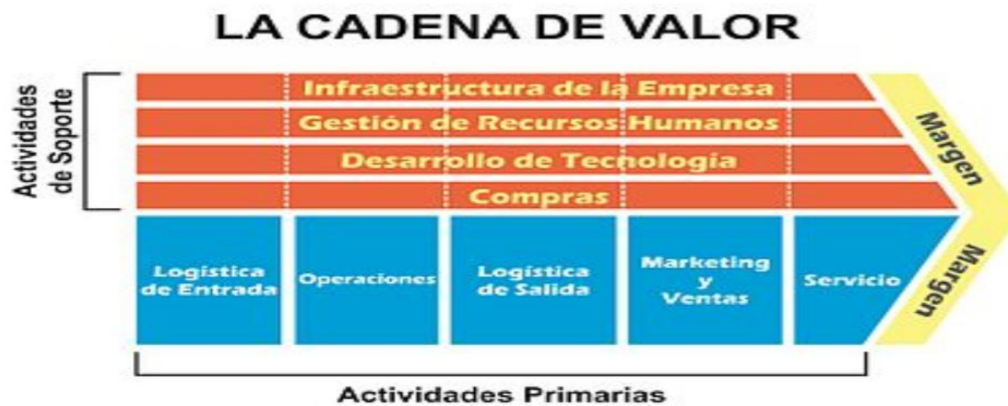 LA CADENA DE VALOR
Actividades
de Soporte
Infraestructura de la Empresa
Gestión de Recursos Humanos
Desarrollo de Tecnología
Compras
Margen
Logística
de Entrada
Operaciones
Logística
de Salida
Marketing
y
Ventas
Servicio
Margen
Actividades Primarias